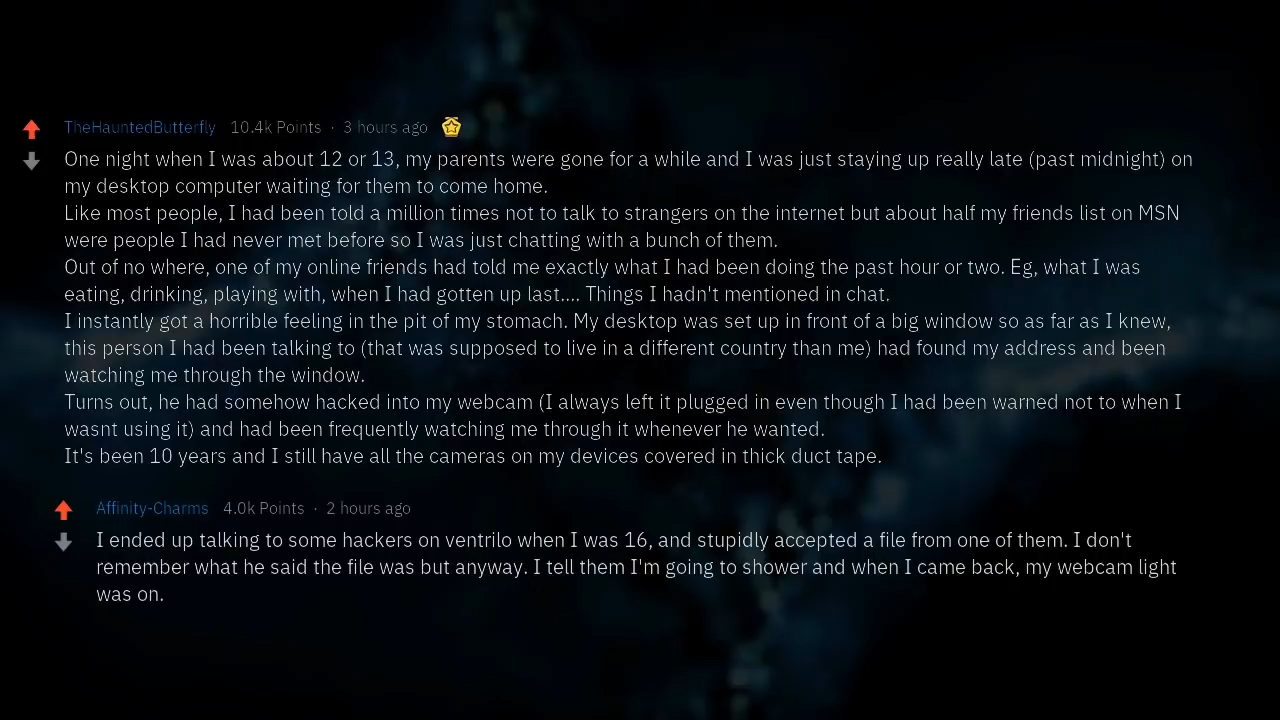 TheHauntedButterfly 10.4k Points · 3 hours ago
One night when I was about 12 or 13, my parents were gone for a while and I was just staying up really late (past midnight) on
my desktop computer waiting for them to come home.
Like most people, I had been told a million times not to talk to strangers on the internet but about half my friends list on MSN
were people I had never met before so I was just chatting with a bunch of them.
Out of no where, one of my online friends had told me exactly what I had been doing the past hour or two. Eg, what I was
eating, drinking, playing with, when I had gotten up last.... Things I hadn't mentioned in chat.
I instantly got a horrible feeling in the pit of my stomach. My desktop was set up in front of a big window so as far as I knew,
this person I had been talking to (that was supposed to live in a different country than me) had found my address and been
watching me through the window.
Turns out, he had somehow hacked into my webcam (I always left it plugged in even though I had been warned not to when I
wasnt using it) and had been frequently watching me through it whenever he wanted.
It's been 10 years and I still have all the cameras on my devices covered in thick duct tape.
Affinity-Charms 4.0k Points · 2 hours ago
I ended up talking to some hackers on ventrilo when I was 16, and stupidly accepted a file from one of them. I don't
remember what he said the file was but anyway. I tell them I'm going to shower and when I came back, my webcam light
was on.